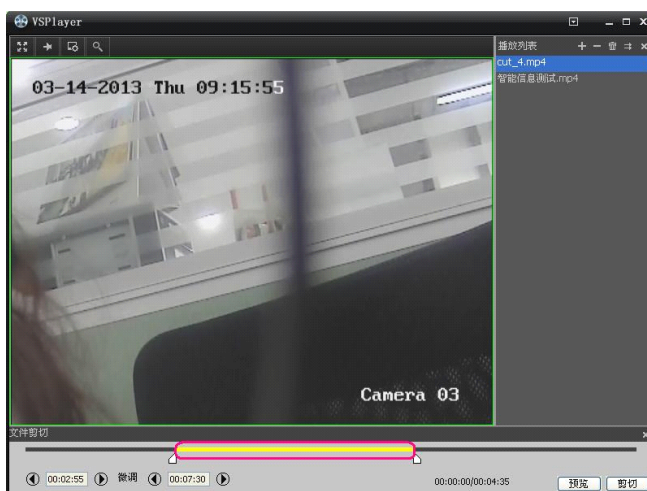 VSPlayer
播放列表
cut_4.mp4
智能信息测试.mp4
03-14-2013 Thu 09:15:55
Camera 03
文件剪切
00:02:55 微调 00:07:30 00:00:00/00:04:35 预览 剪切